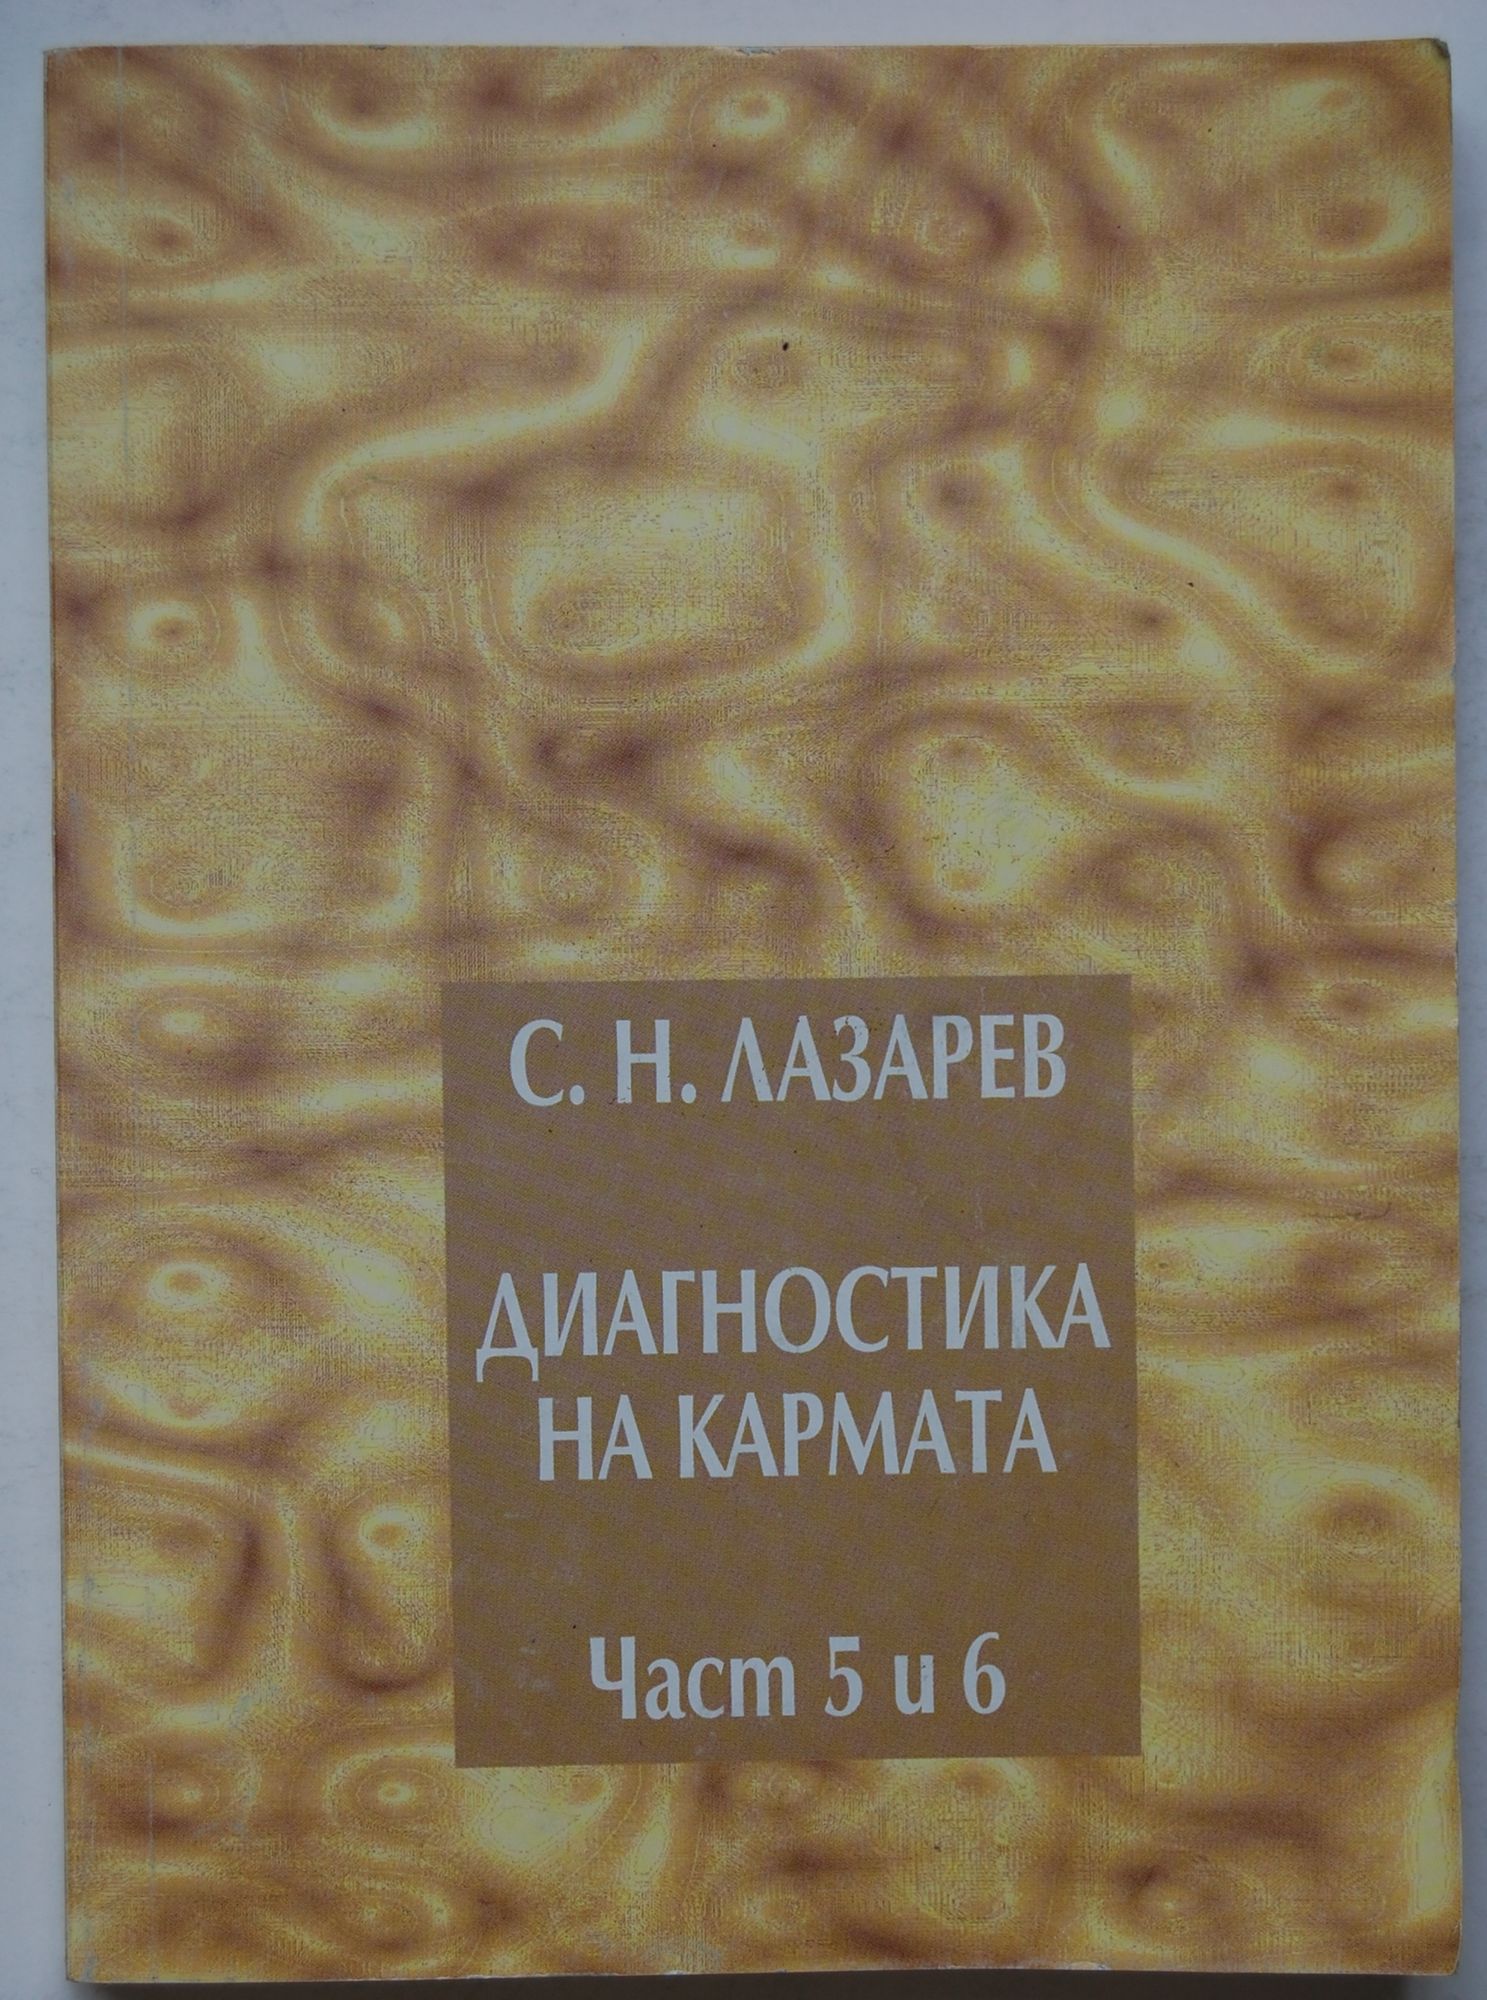 С. Н. ЛАЗАРЕВ
ДИАГНОСТИКА
НА КАРМАТА
Част 5 и 6